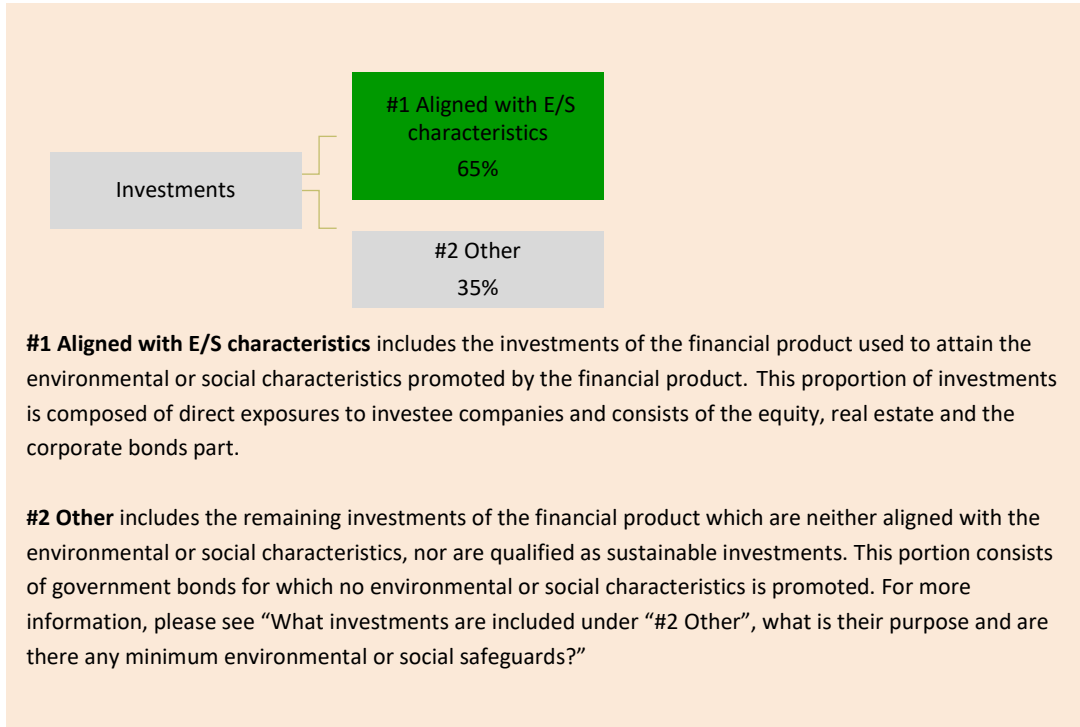 #1 Aligned with E/S
characteristics
65%
Investments
#2 Other
35%
#1 Aligned with E/S characteristics includes the investments of the financial product used to attain the
environmental or social characteristics promoted by the financial product. This proportion of investments
is composed of direct exposures to investee companies and consists of the equity, real estate and the
corporate bonds part.
#2 Other includes the remaining investments of the financial product which are neither aligned with the
environmental or social characteristics, nor are qualified as sustainable investments. This portion consists
of government bonds for which no environmental or social characteristics is promoted. For more
information, please see “What investments are included under “#2 Other”, what is their purpose and are
there any minimum environmental or social safeguards?”